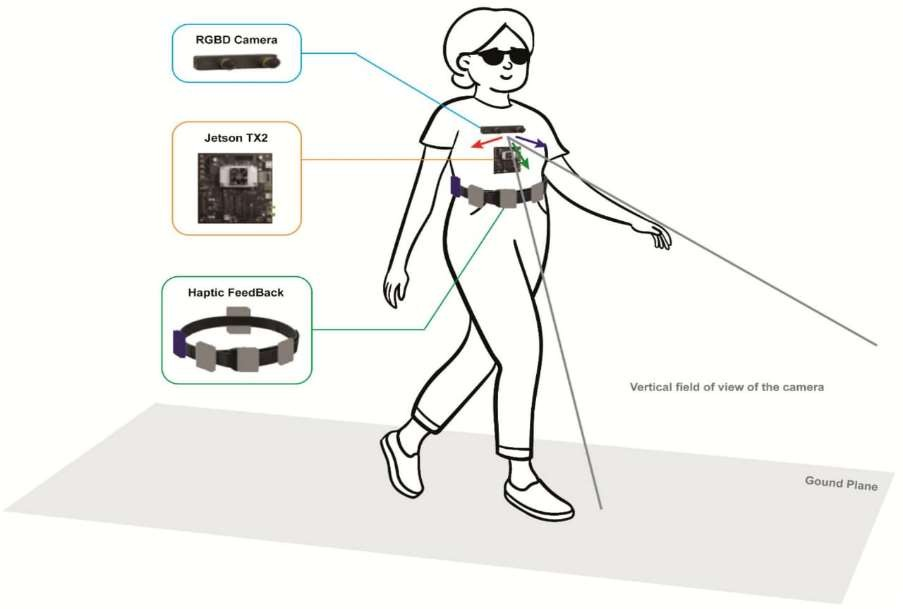 RGBD Camera
Jetson TX2
Haptic FeedBack
Vertical field of view of the camera
Gound Plane